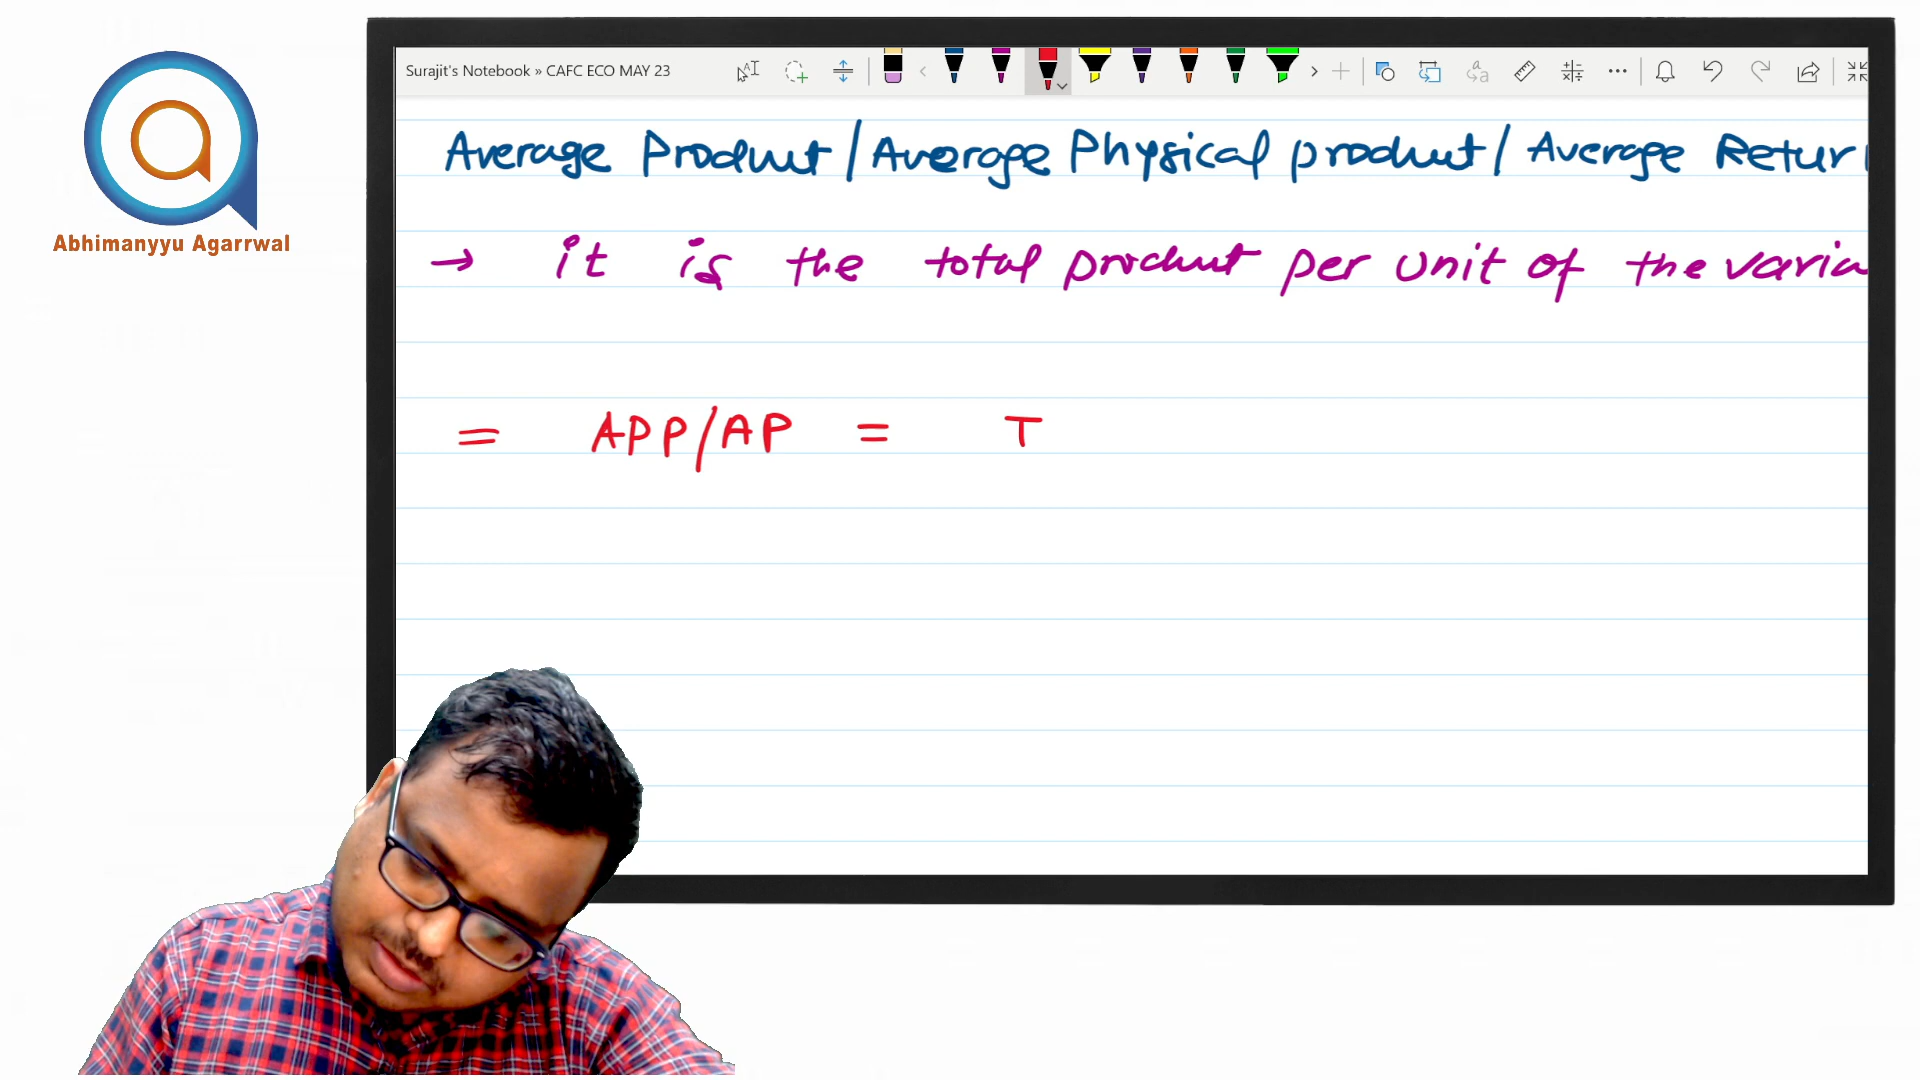 Abhimanyyu Agarrwal
Surajit's Notebook » CAFC ECO MAY 23
Average Product / Average Physical product / Average Retur
→ it is the total product per unit of the varia
= APP/AP = T